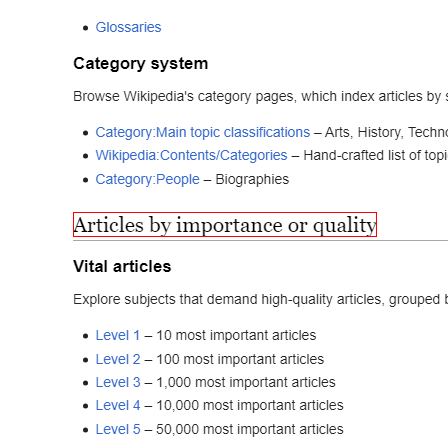 Glossaries
Category system
Browse Wikipedia's category pages, which index articles by
Category:Main topic classifications – Arts, History, Techn
Wikipedia:Contents/Categories – Hand-crafted list of topi
Category:People – Biographies
Articles by importance or quality
Vital articles
Explore subjects that demand high-quality articles, grouped
Level 1 – 10 most important articles
Level 2 – 100 most important articles
Level 3 – 1,000 most important articles
Level 4 – 10,000 most important articles
Level 5 – 50,000 most important articles